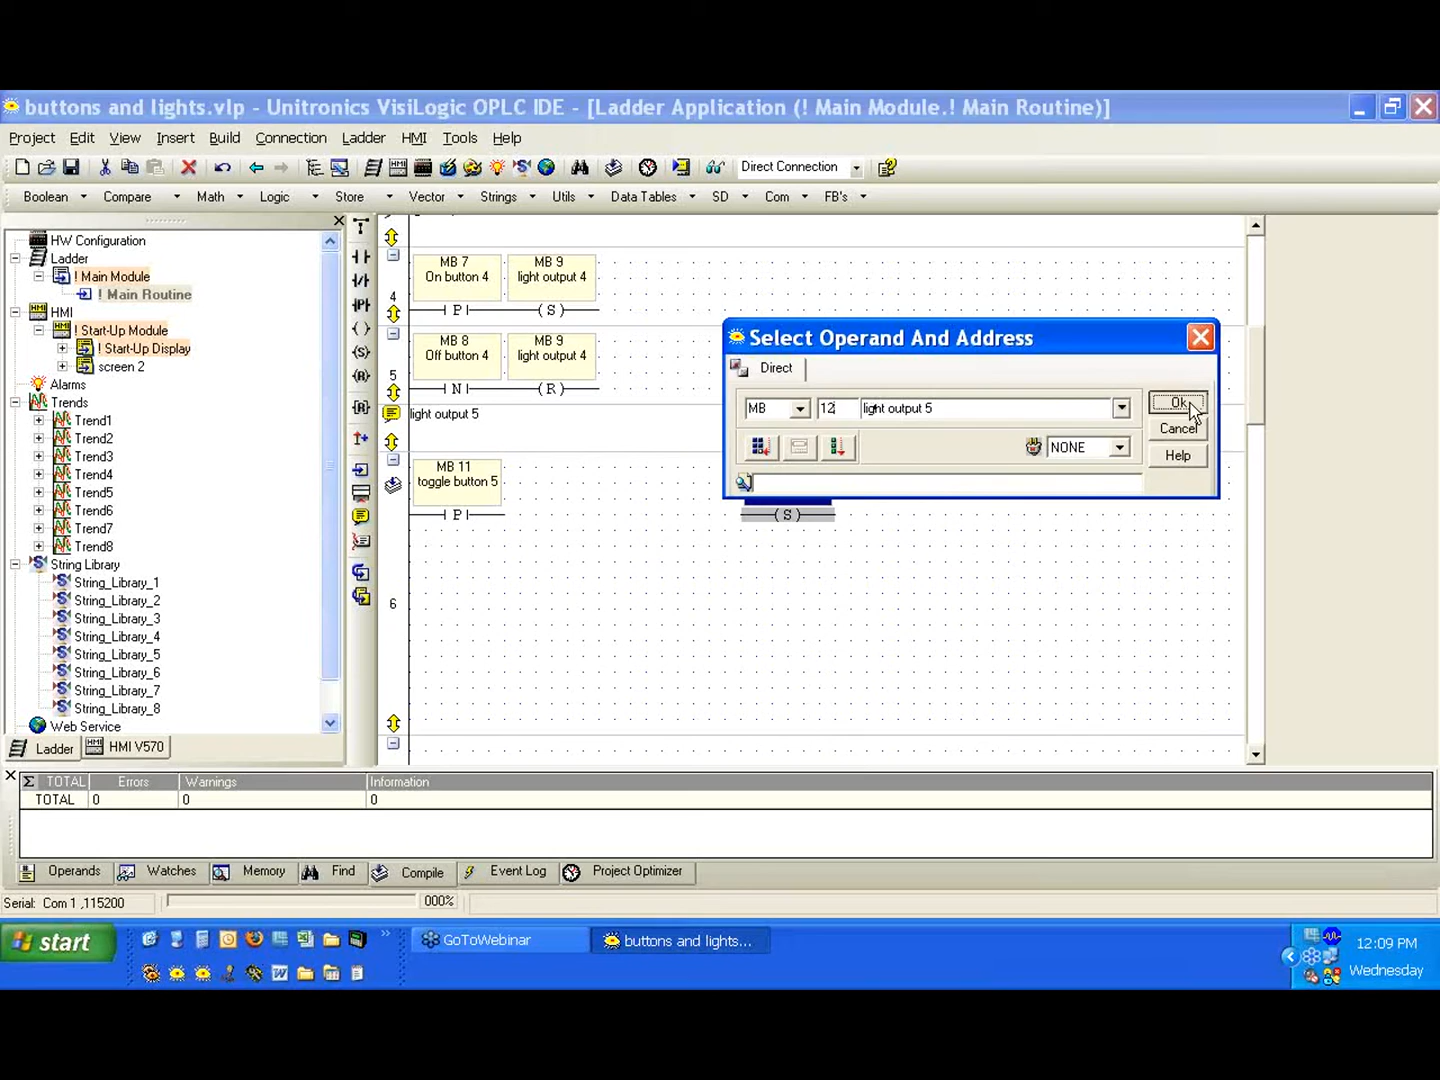 buttons and lights.vlp - Unitronics VisiLogic OPLC IDE - [Ladder Application (! Main Module.! Main Routine)]
Project Edit View Insert Build Connection Ladder HMI Tools Help
Direct Connection
Boolean Compare Math Logic Store Vector Strings Utils Data Tables SD Com FB's
HW Configuration
Ladder
! Main Module
! Main Routine
HMI
! Start-Up Module
! Start-Up Display
screen 2
Alarms
Trends
Trend1
Trend2
Trend3
Trend4
Trend5
Trend6
Trend7
Trend8
String Library
String_Library_1
String_Library_2
String_Library_3
String_Library_4
String_Library_5
String_Library_6
String_Library_7
String_Library_8
Web Service
Ladder HMI V570
4
MB 7
On button 4
P
MB 9
light output 4
(S)
5
MB 8
Off button 4
N
MB 9
light output 4
(R)
light output 5
6
MB 11
toggle button 5
P
(S)
Select Operand And Address
Direct
MB 12 light output 5
Ok
Cancel
Help
NONE
Σ TOTAL Errors Warnings Information
TOTAL 0 0 0
Operands Watches Memory Find Compile Event Log Project Optimizer
Serial: Com 1 ,115200 000%
start
GoToWebinar
buttons and lights...
12:09 PM
Wednesday